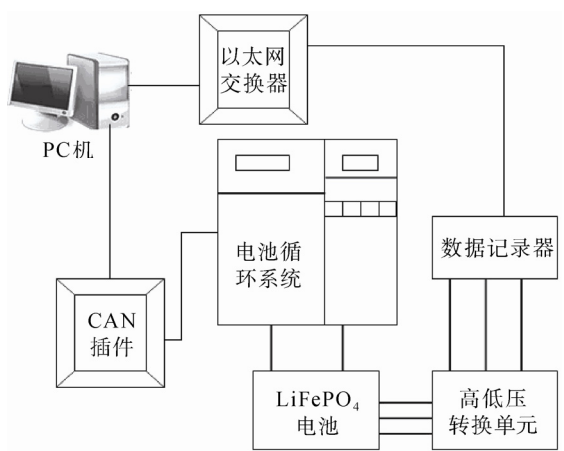 以太网
交换器
PC机
电池循
环系统
数据记录器
CAN
插件
LiFePO₄
电池
高低压
转换单元